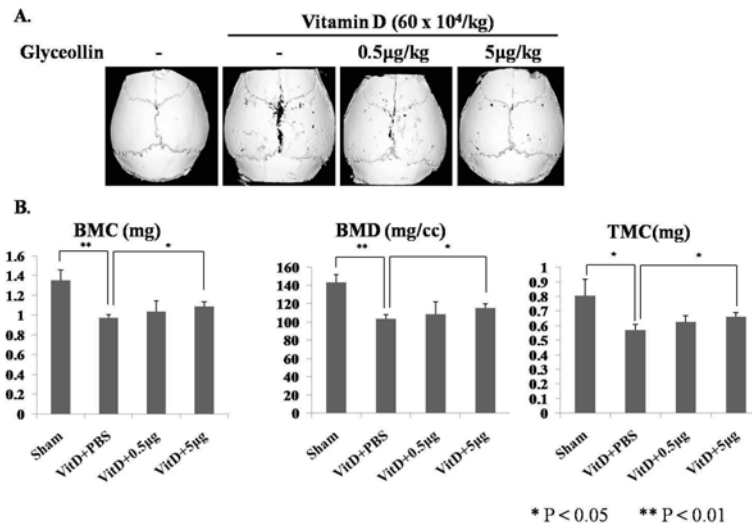 A.
Vitamin D (60 x 10⁴/kg)
Glyceollin - - 0.5μg/kg 5μg/kg
B.
BMC (mg)
** *
1.6
1.4
1.2
1
0.8
0.6
0.4
0.2
0
Sham VitD+PBS VitD+0.5μg VitD+5μg
BMD (mg/cc)
** *
160
140
120
100
80
60
40
20
0
Sham VitD+PBS VitD+0.5μg VitD+5μg
TMC(mg)
* *
1
0.9
0.8
0.7
0.6
0.5
0.4
0.3
0.2
0.1
0
Sham VitD+PBS VitD+0.5μg VitD+5μg
* P < 0.05 ** P < 0.01